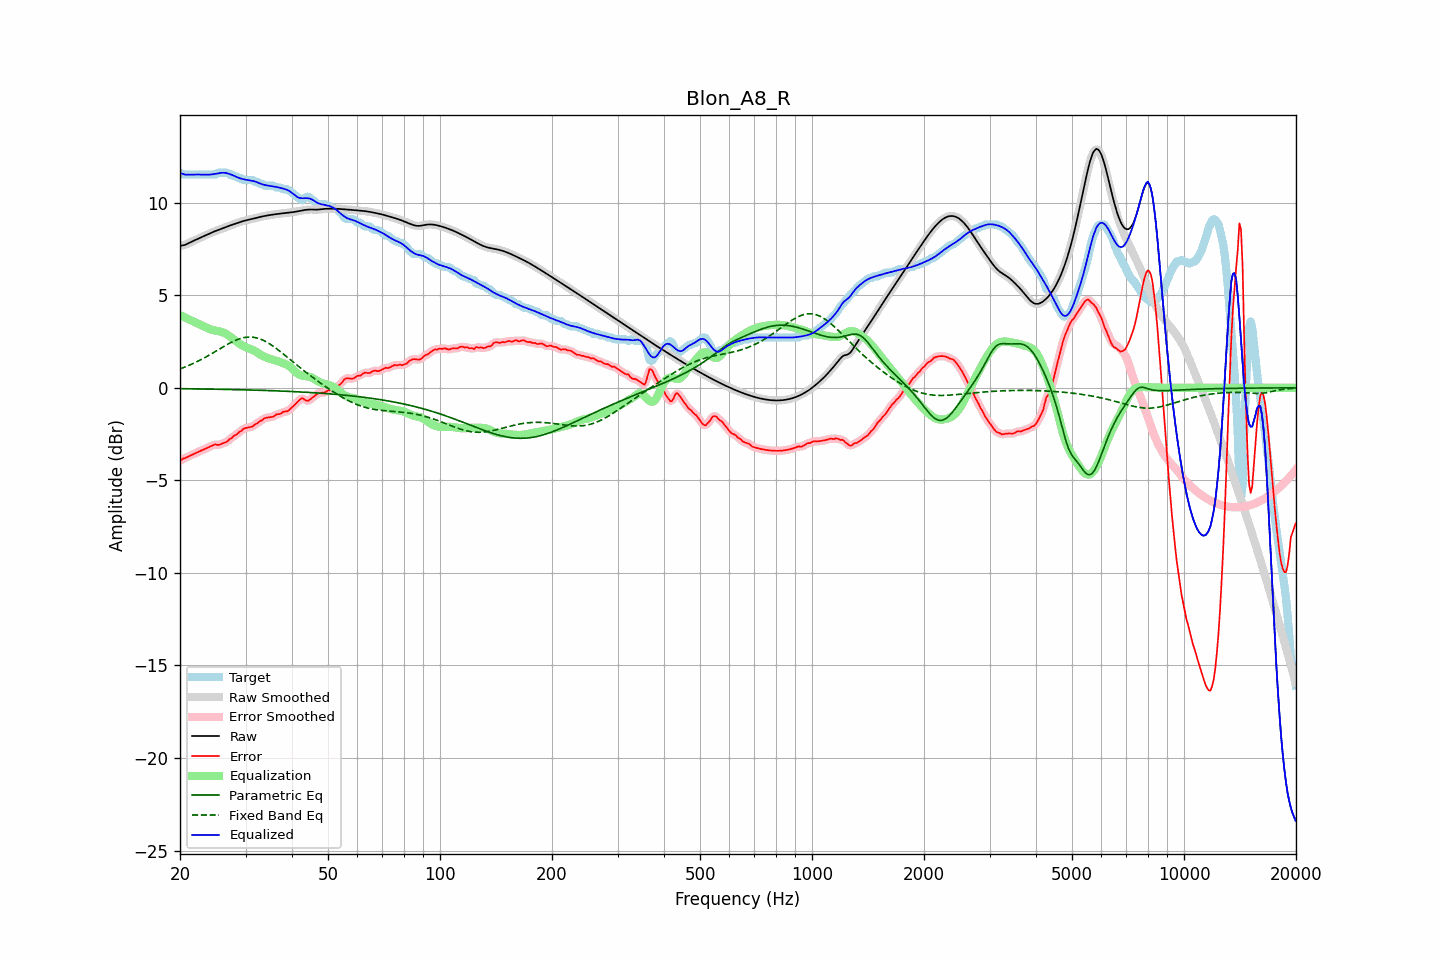 Blon_A8_R
Amplitude (dBr)
10
5
0
−5
−10
−15
−20
−25
Target
Raw Smoothed
Error Smoothed
Raw
Error
Equalization
Parametric Eq
Fixed Band Eq
Equalized
20 50 100 200 500 1000 2000 5000 10000 20000
Frequency (Hz)